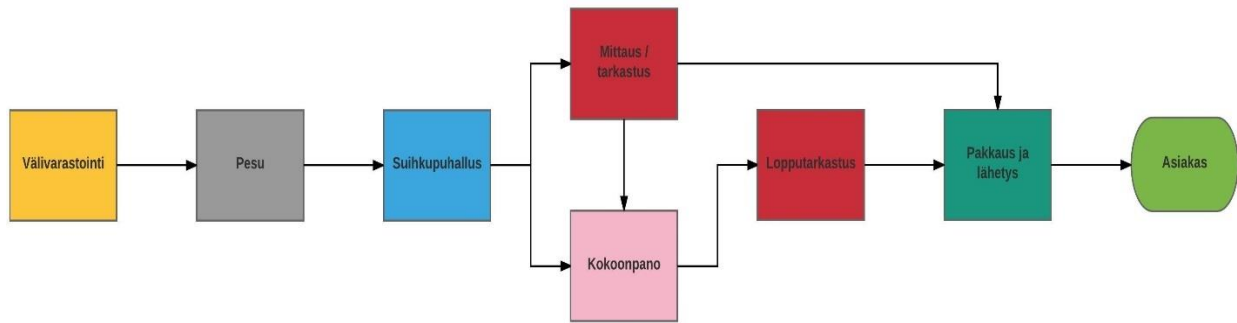 Välivarastointi
Pesu
Suihkupuhallus
Mittaus /
tarkastus
Kokoonpano
Lopputarkastus
Pakkaus ja
lähetys
Asiakas